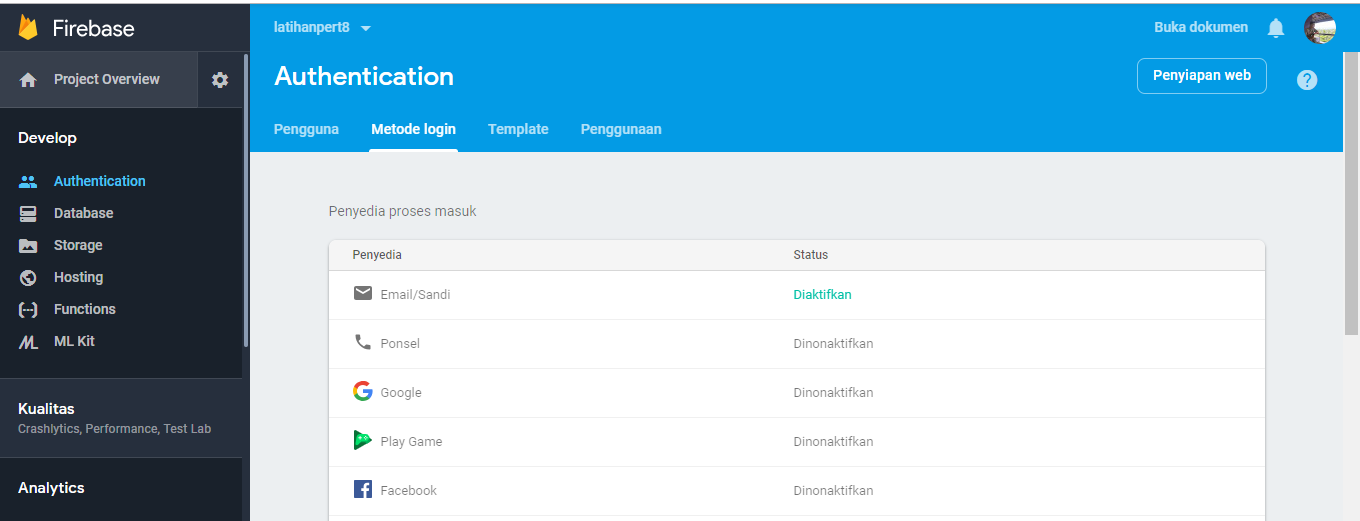 Firebase
latihanpert8
Buka dokumen
Project Overview
Authentication
Penyiapan web
Pengguna
Metode login
Template
Penggunaan
Develop
Authentication
Database
Storage
Hosting
Functions
ML Kit
Kualitas
Crashlytics, Performance, Test Lab
Analytics
Penyedia proses masuk
Penyedia Status
Email/Sandi Diaktifkan
Ponsel Dinonaktifkan
Google Dinonaktifkan
Play Game Dinonaktifkan
Facebook Dinonaktifkan